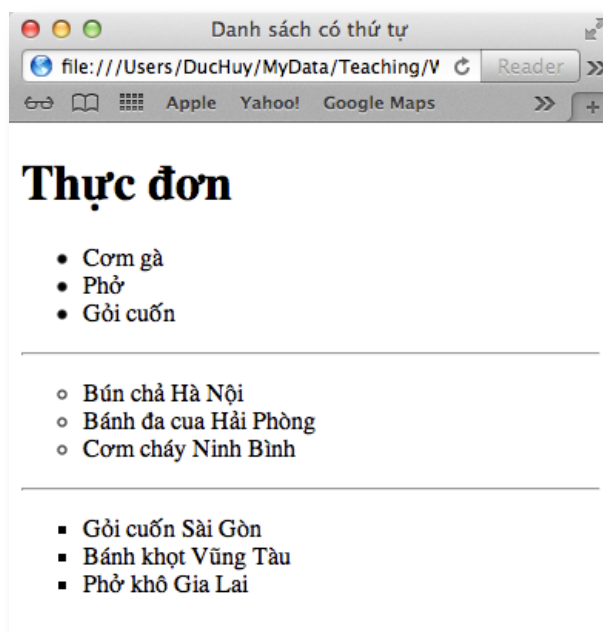 Danh sách có thứ tự
file:///Users/DucHuy/MyData/Teaching/W
Reader
Apple Yahoo! Google Maps
Thực đơn
Cơm gà
Phở
Gỏi cuốn
Bún chả Hà Nội
Bánh đa cua Hải Phòng
Cơm cháy Ninh Bình
Gỏi cuốn Sài Gòn
Bánh khọt Vũng Tàu
Phở khô Gia Lai